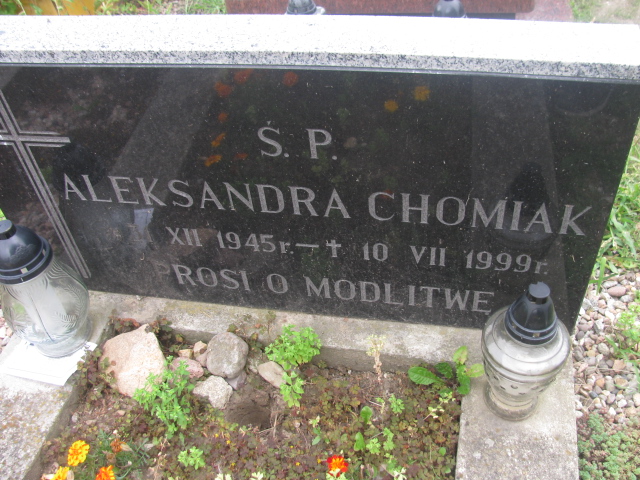 Ś. P.
ALEKSANDRA CHOMIAK
XII 1945r.—✝ 10 VII 1999r.
PROSI O MODLITWĘ